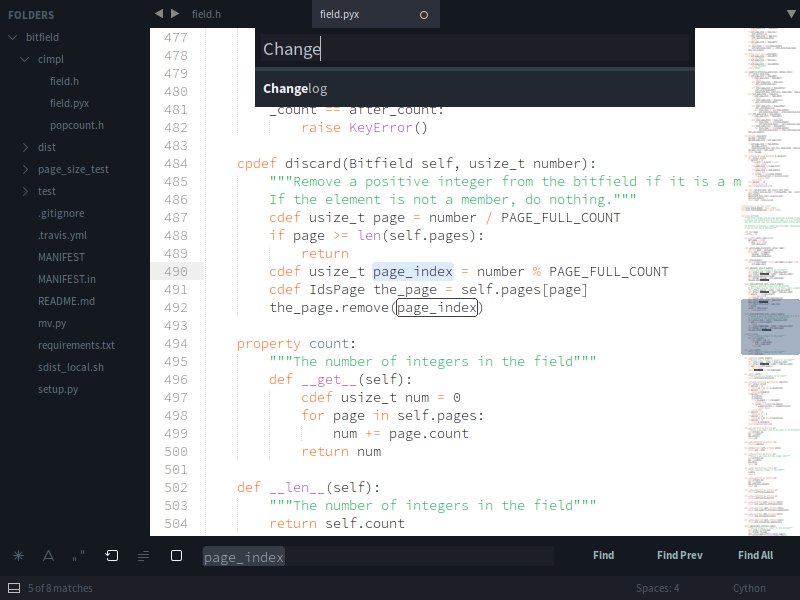 FOLDERS
bitfield
cimpl
field.h
field.pyx
popcount.h
dist
page_size_test
test
.gitignore
.travis.yml
MANIFEST
MANIFEST.in
README.md
mv.py
requirements.txt
sdist_local.sh
setup.py
field.h
field.pyx
Change
Changelog
477
478
479
480
481 _count == after_count:
482 raise KeyError()
483
484 cpdef discard(Bitfield self, usize_t number):
485 """Remove a positive integer from the bitfield if it is a m
486 If the element is not a member, do nothing."""
487 cdef usize_t page = number / PAGE_FULL_COUNT
488 if page >= len(self.pages):
489 return
490 cdef usize_t page_index = number % PAGE_FULL_COUNT
491 cdef IdsPage the_page = self.pages[page]
492 the_page.remove(page_index)
493
494 property count:
495 """The number of integers in the field"""
496 def __get__(self):
497 cdef usize_t num = 0
498 for page in self.pages:
499 num += page.count
500 return num
501
502 def __len__(self):
503 """The number of integers in the field"""
504 return self.count
page_index
Find
Find Prev
Find All
5 of 8 matches
Spaces: 4
Cython